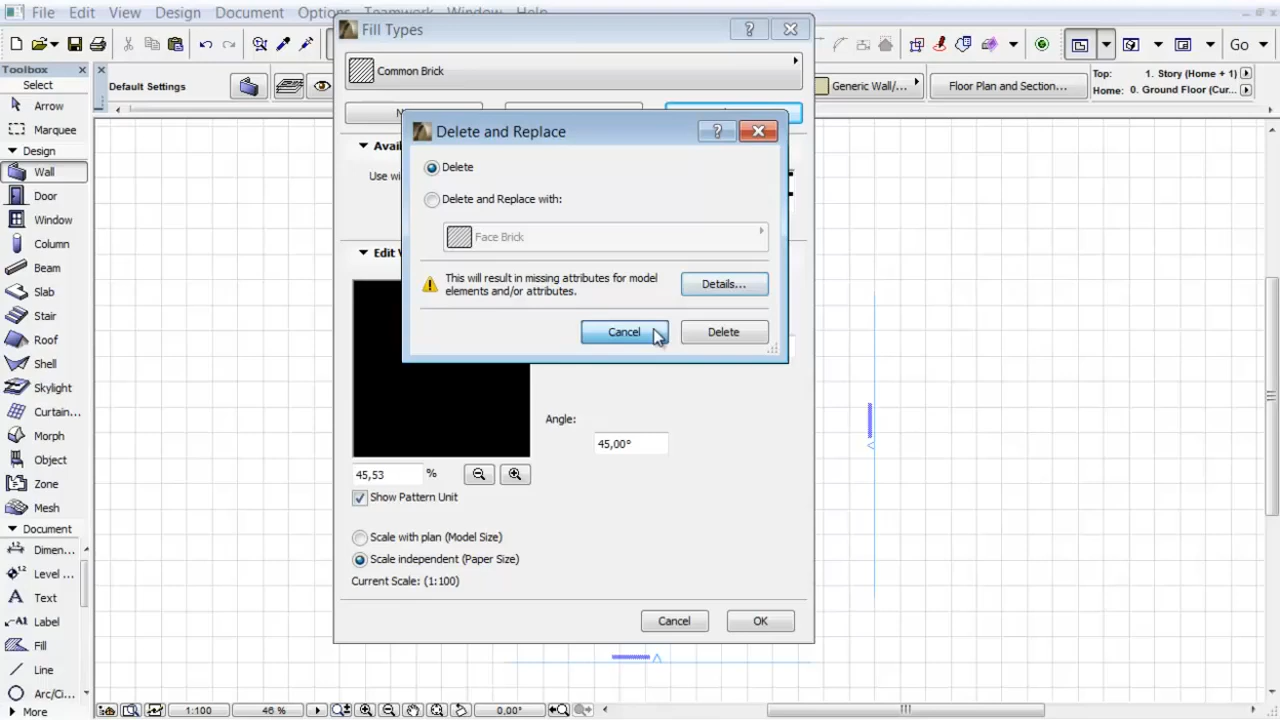 File Edit View Design Document Options Teamwork Window Help
Fill Types
Common Brick
Toolbox
Select
Arrow
Marquee
Design
Wall
Door
Window
Column
Beam
Slab
Stair
Roof
Shell
Skylight
Curtain...
Morph
Object
Zone
Mesh
Document
Dimen...
Level ...
Text
Label
Fill
Line
Arc/Ci...
More
Default Settings
Generic Wall/...
Floor Plan and Section...
Top: 1. Story (Home + 1)
Home: 0. Ground Floor (Cur...
Go
Delete and Replace
Delete
Delete and Replace with:
Face Brick
This will result in missing attributes for model
elements and/or attributes.
Details...
Cancel
Delete
Angle:
45,00°
45,53 %
Show Pattern Unit
Scale with plan (Model Size)
Scale independent (Paper Size)
Current Scale: (1:100)
Cancel
OK
1:100
46 %
0,00°